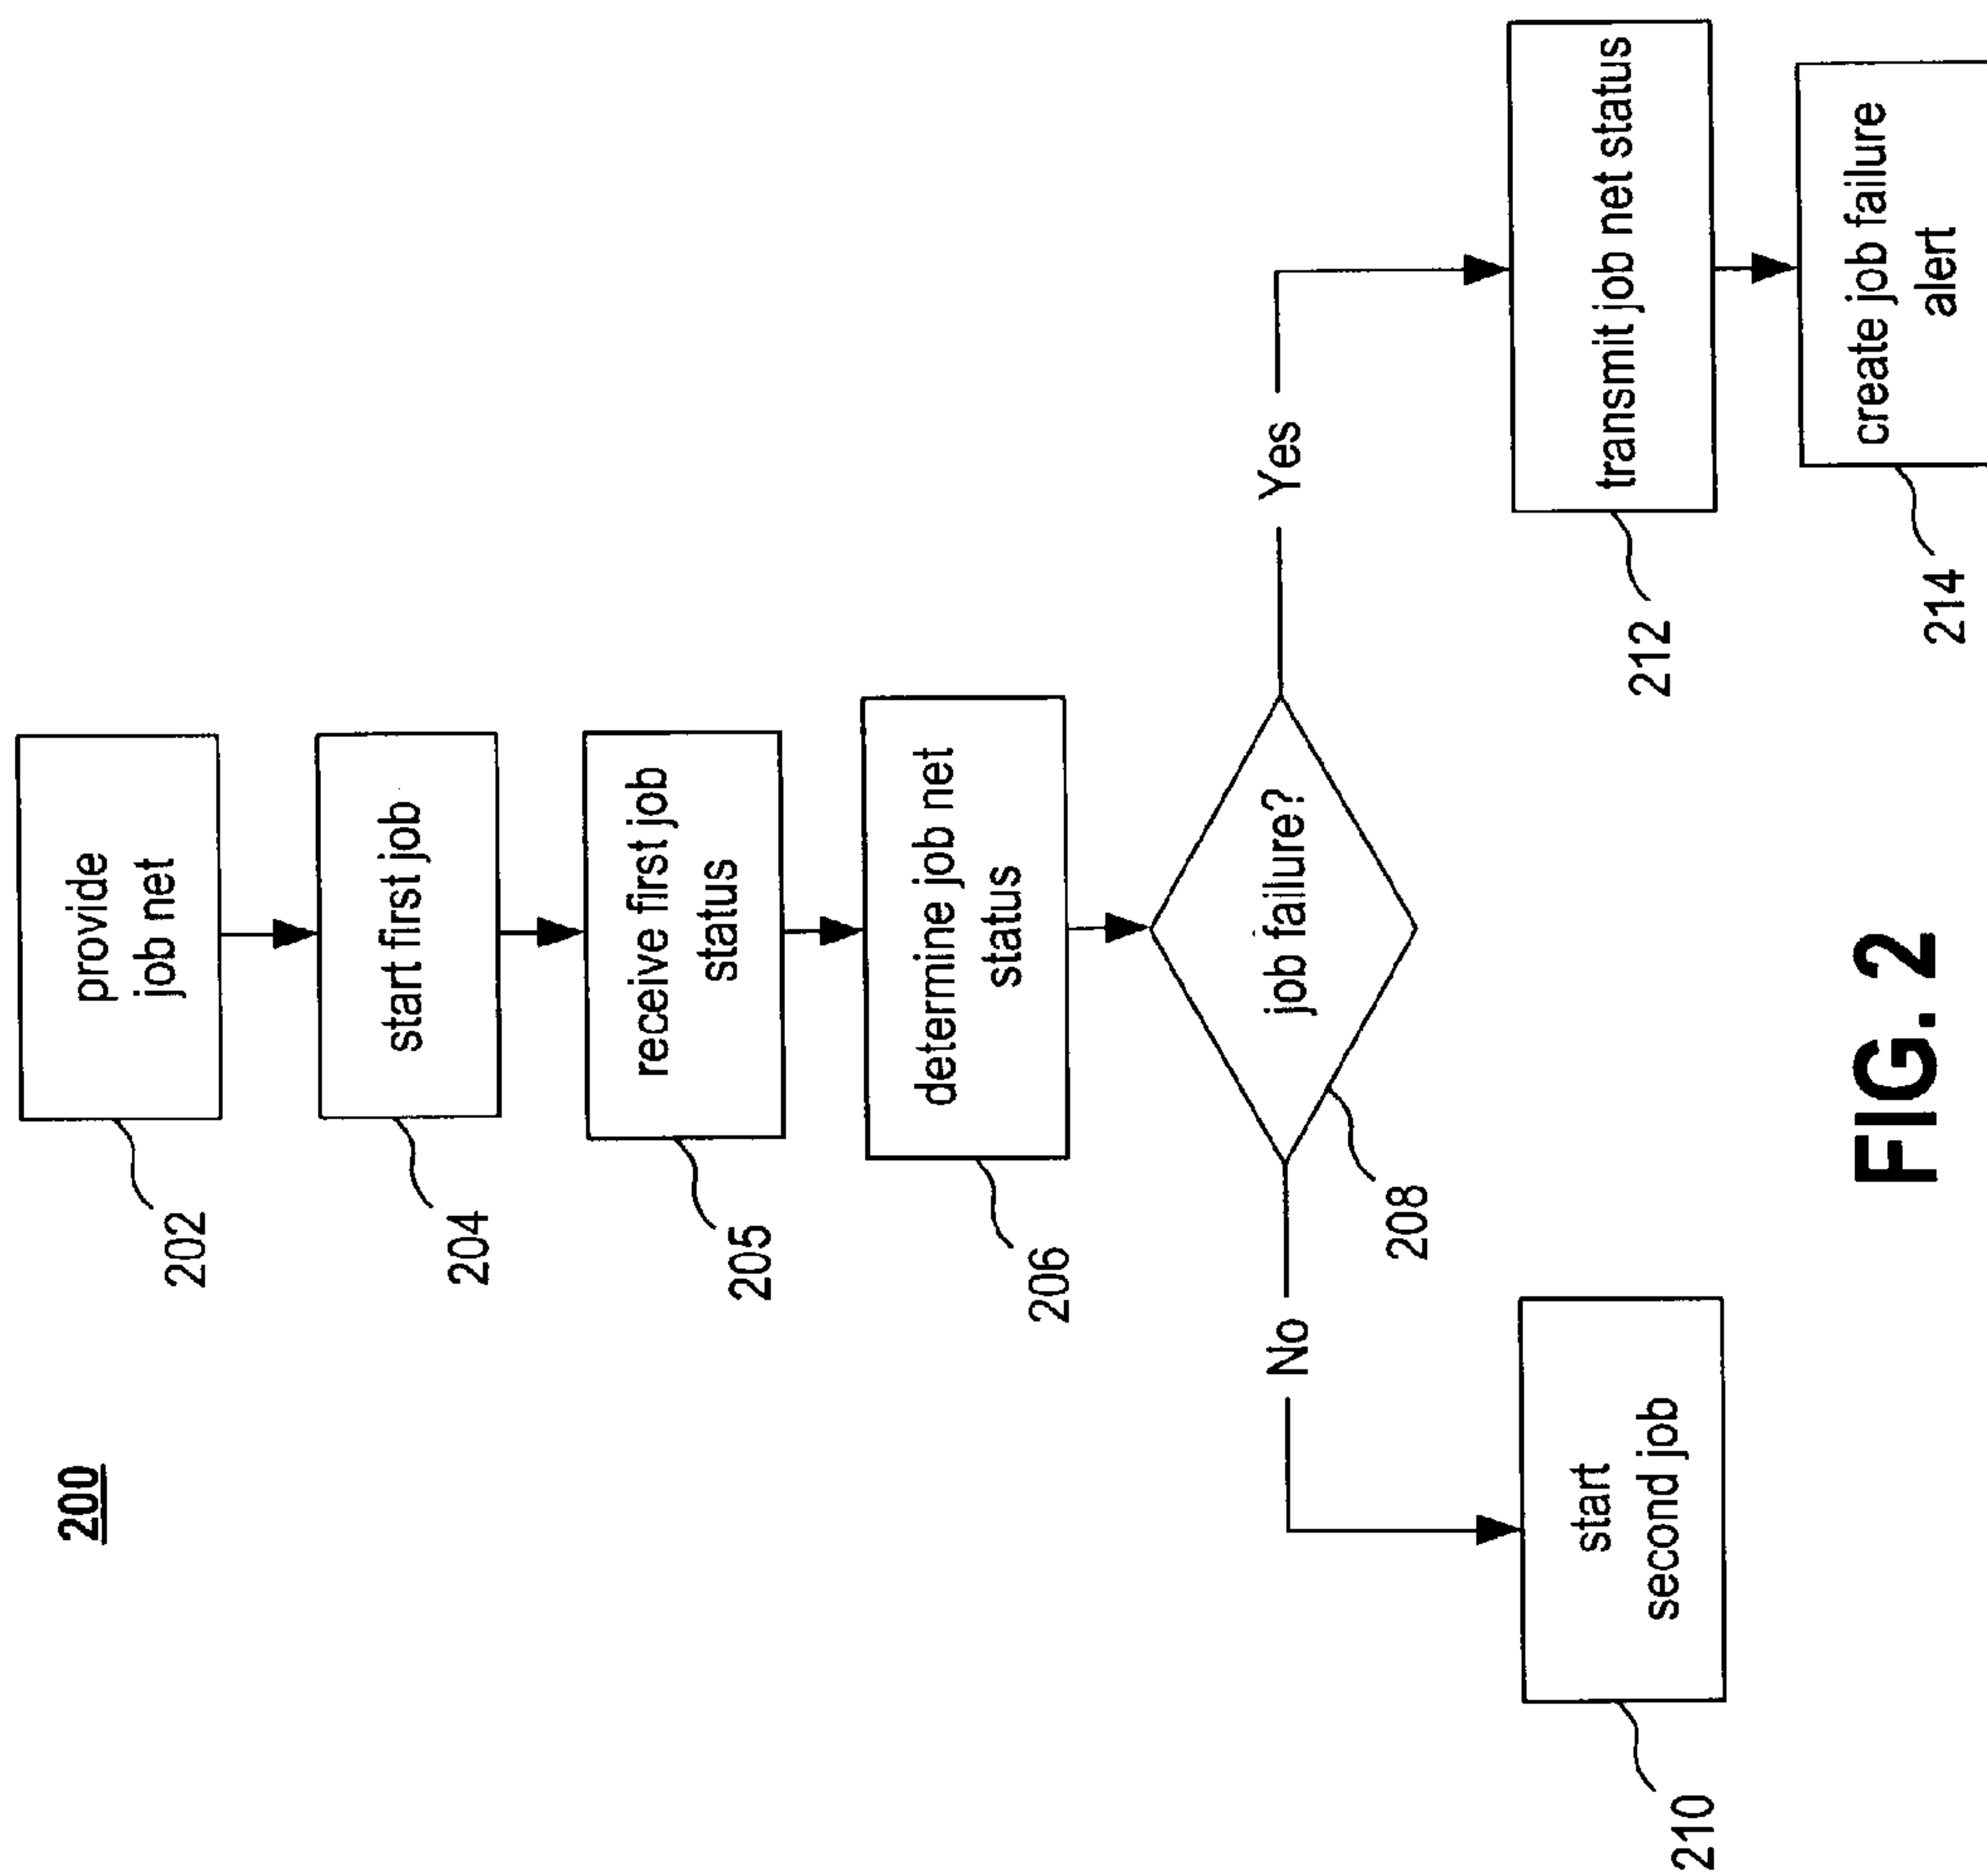 200
provide
job net
202
start first job
204
receive first job
status
205
determine job net
status
206
job failure?
208
No
Yes
start
second job
210
transmit job net status
212
create job failure
alert
214
FIG. 2